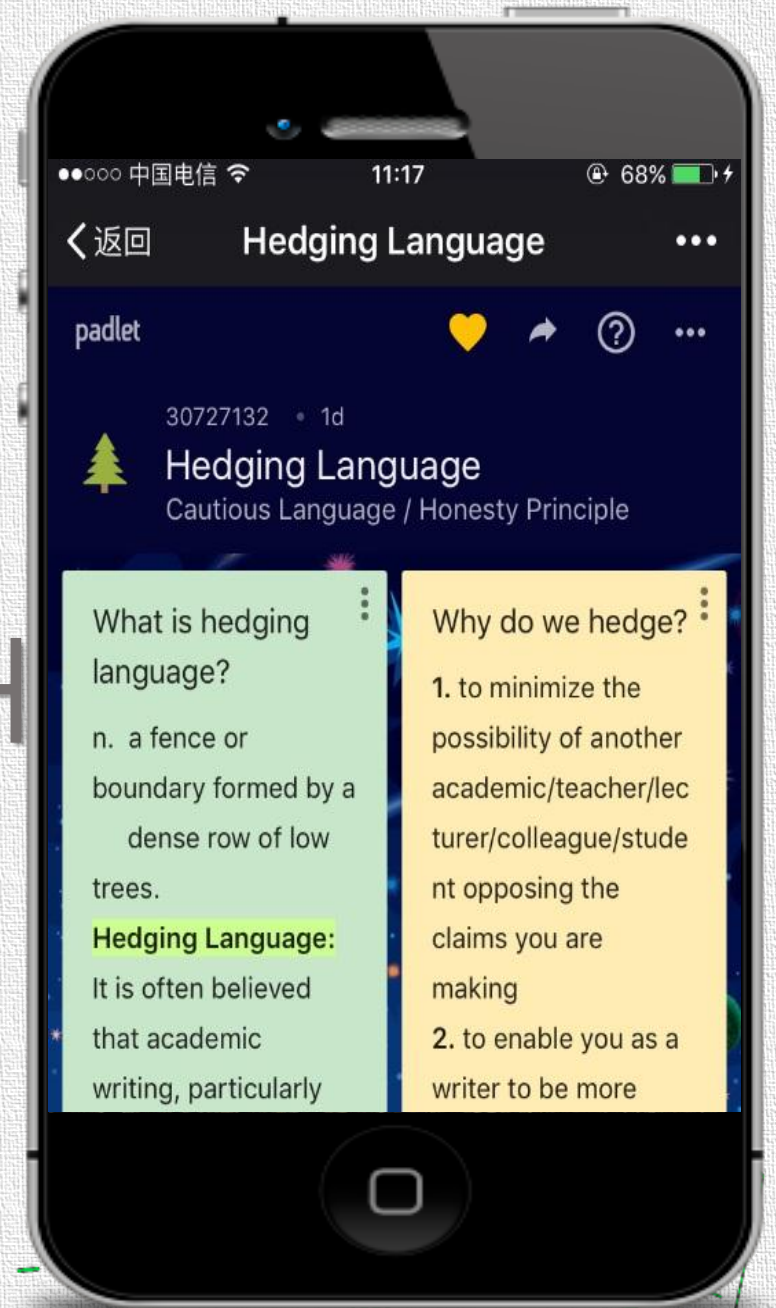 中国电信 11:17 68%
返回 Hedging Language
padlet
30727132 • 1d
Hedging Language
Cautious Language / Honesty Principle
What is hedging
language?
n. a fence or
boundary formed by a
dense row of low
trees.
Hedging Language:
It is often believed
that academic
writing, particularly
Why do we hedge?
1. to minimize the
possibility of another
academic/teacher/lec
turer/colleague/stude
nt opposing the
claims you are
making
2. to enable you as a
writer to be more